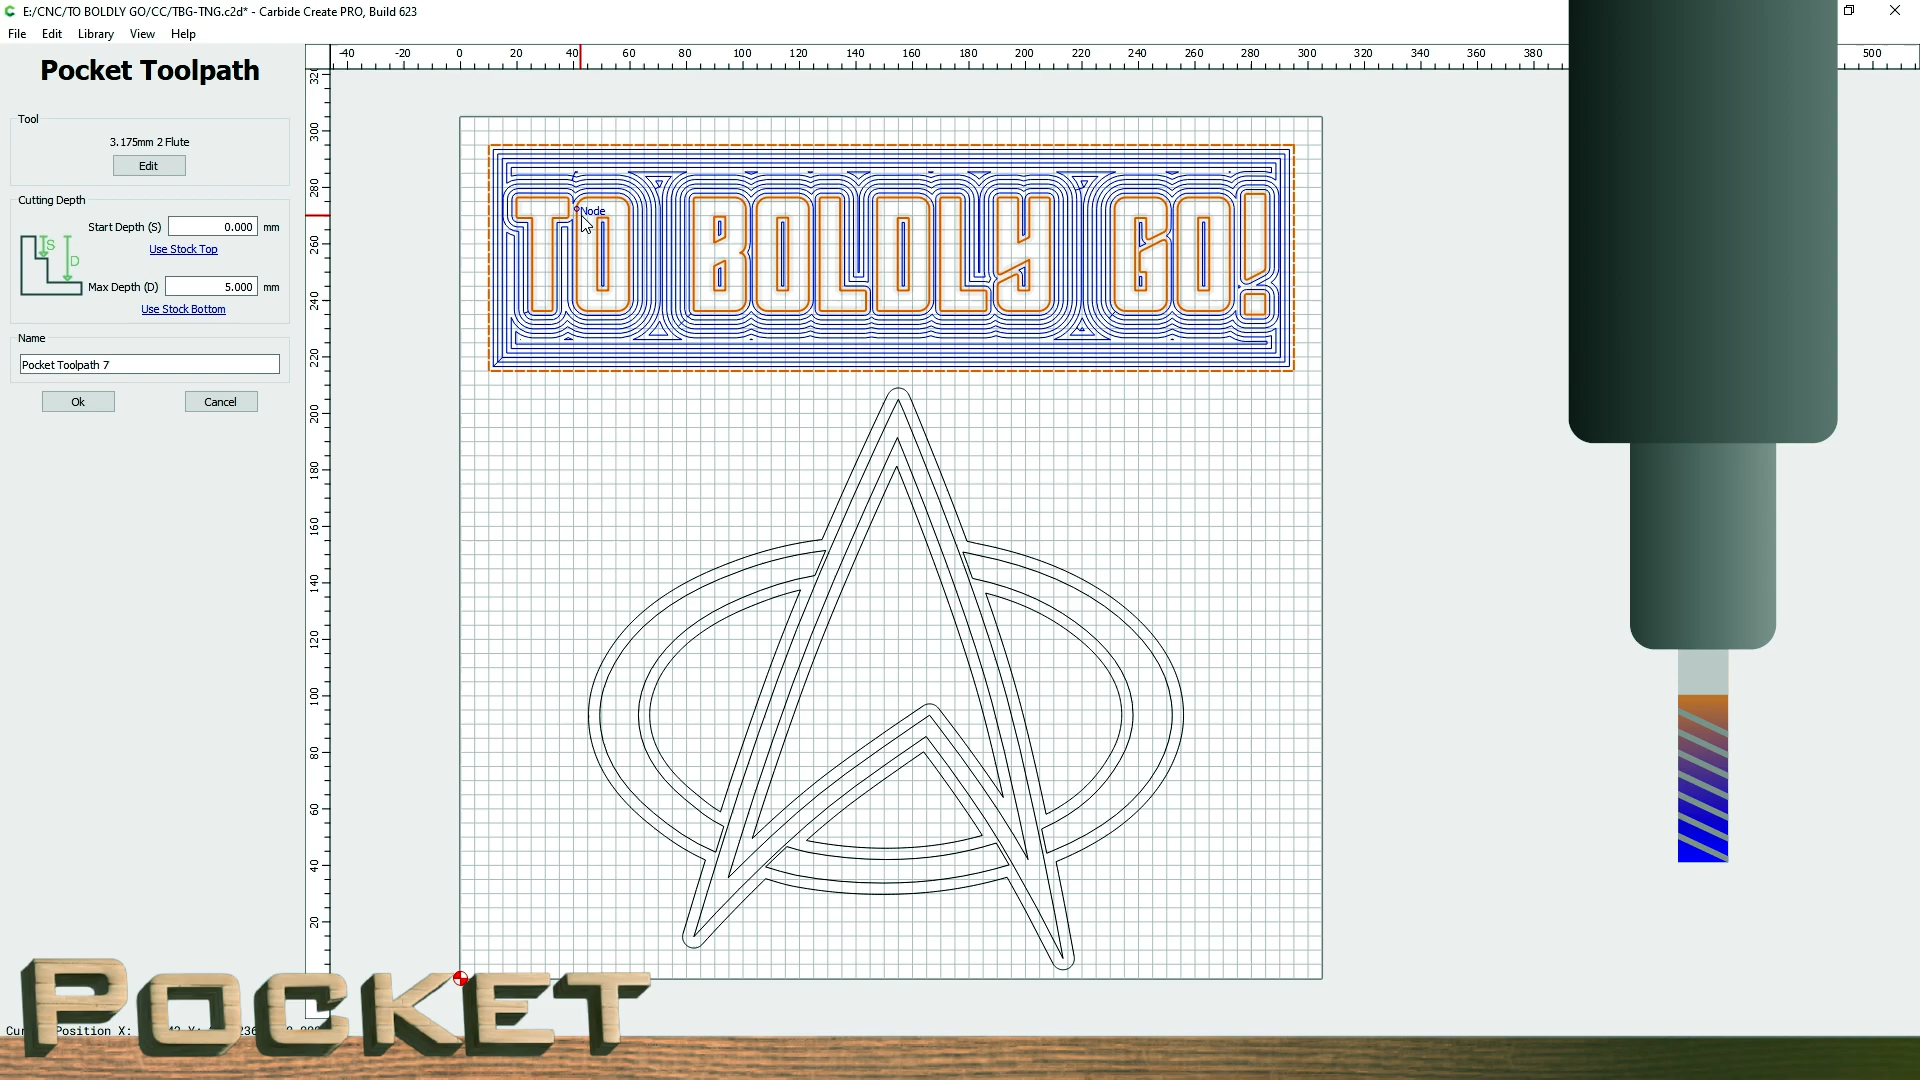 E:/CNC/TO BOLDLY GO/CC/TBG-TNG.c2d* - Carbide Create PRO, Build 623
File Edit Library View Help
Pocket Toolpath
-40 -20 0 20 40 60 80 100 120 140 160 180 200 220 240 260 280 300 320 340 360 380 500
Tool
3.175mm 2 Flute
Edit
Cutting Depth
Start Depth (S) 0.000 mm
Use Stock Top
S
D
Max Depth (D) 5.000 mm
Use Stock Bottom
Name
Pocket Toolpath 7
Ok Cancel
300
280
260
240
220
200
180
160
140
120
100
80
60
40
20
Node
TO BOLDLY GO!
POCKET
Position X: